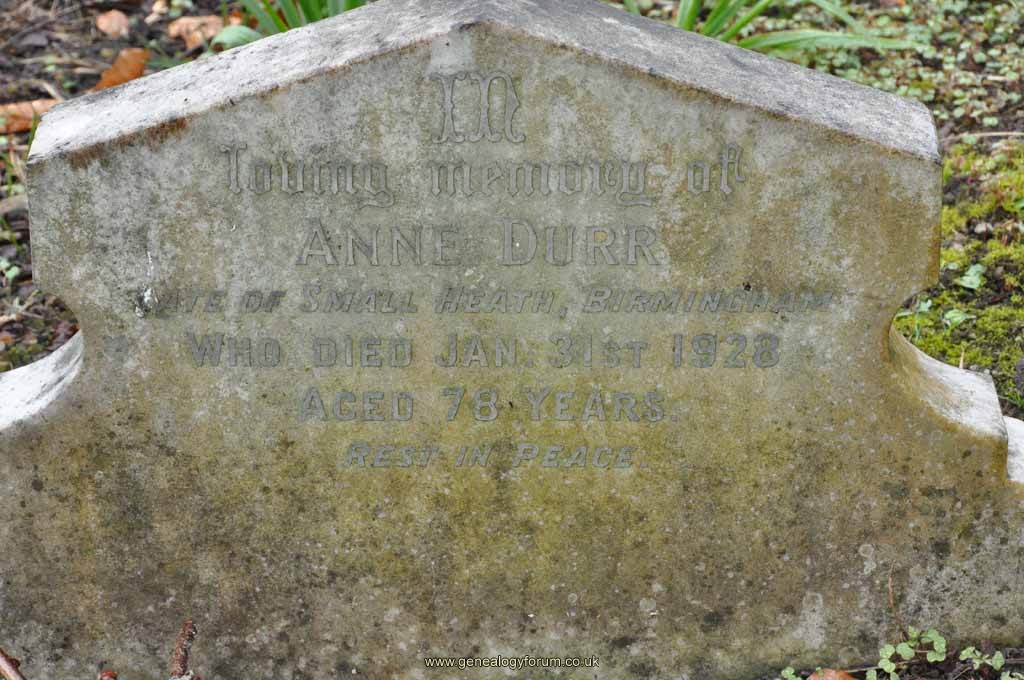 IN
loving memory of
ANNE DURR
LATE OF SMALL HEATH, BIRMINGHAM
WHO DIED JAN. 31ST 1928
AGED 78 YEARS.
REST IN PEACE.
www.genealogyforum.co.uk